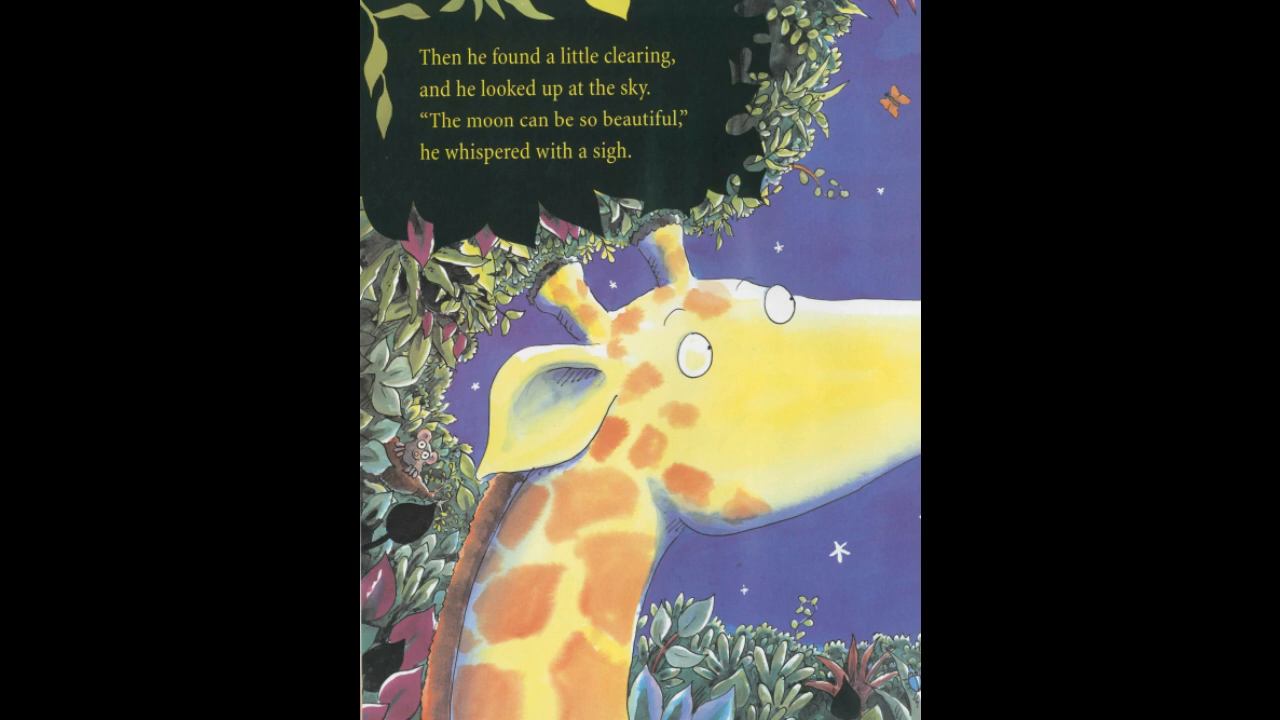 Then he found a little clearing,
and he looked up at the sky.
“The moon can be so beautiful,”
he whispered with a sigh.